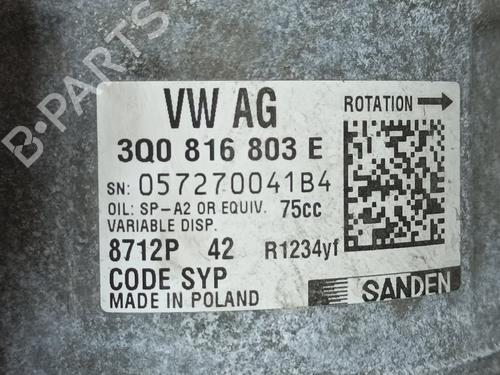 B-PARTS
VW AG
ROTATION
3Q0 816 803 E
SN: 057270041B4
OIL: SP-A2 OR EQUIV. 75cc
VARIABLE DISP.
8712P 42 R1234yf
CODE SYP
MADE IN POLAND
SANDEN